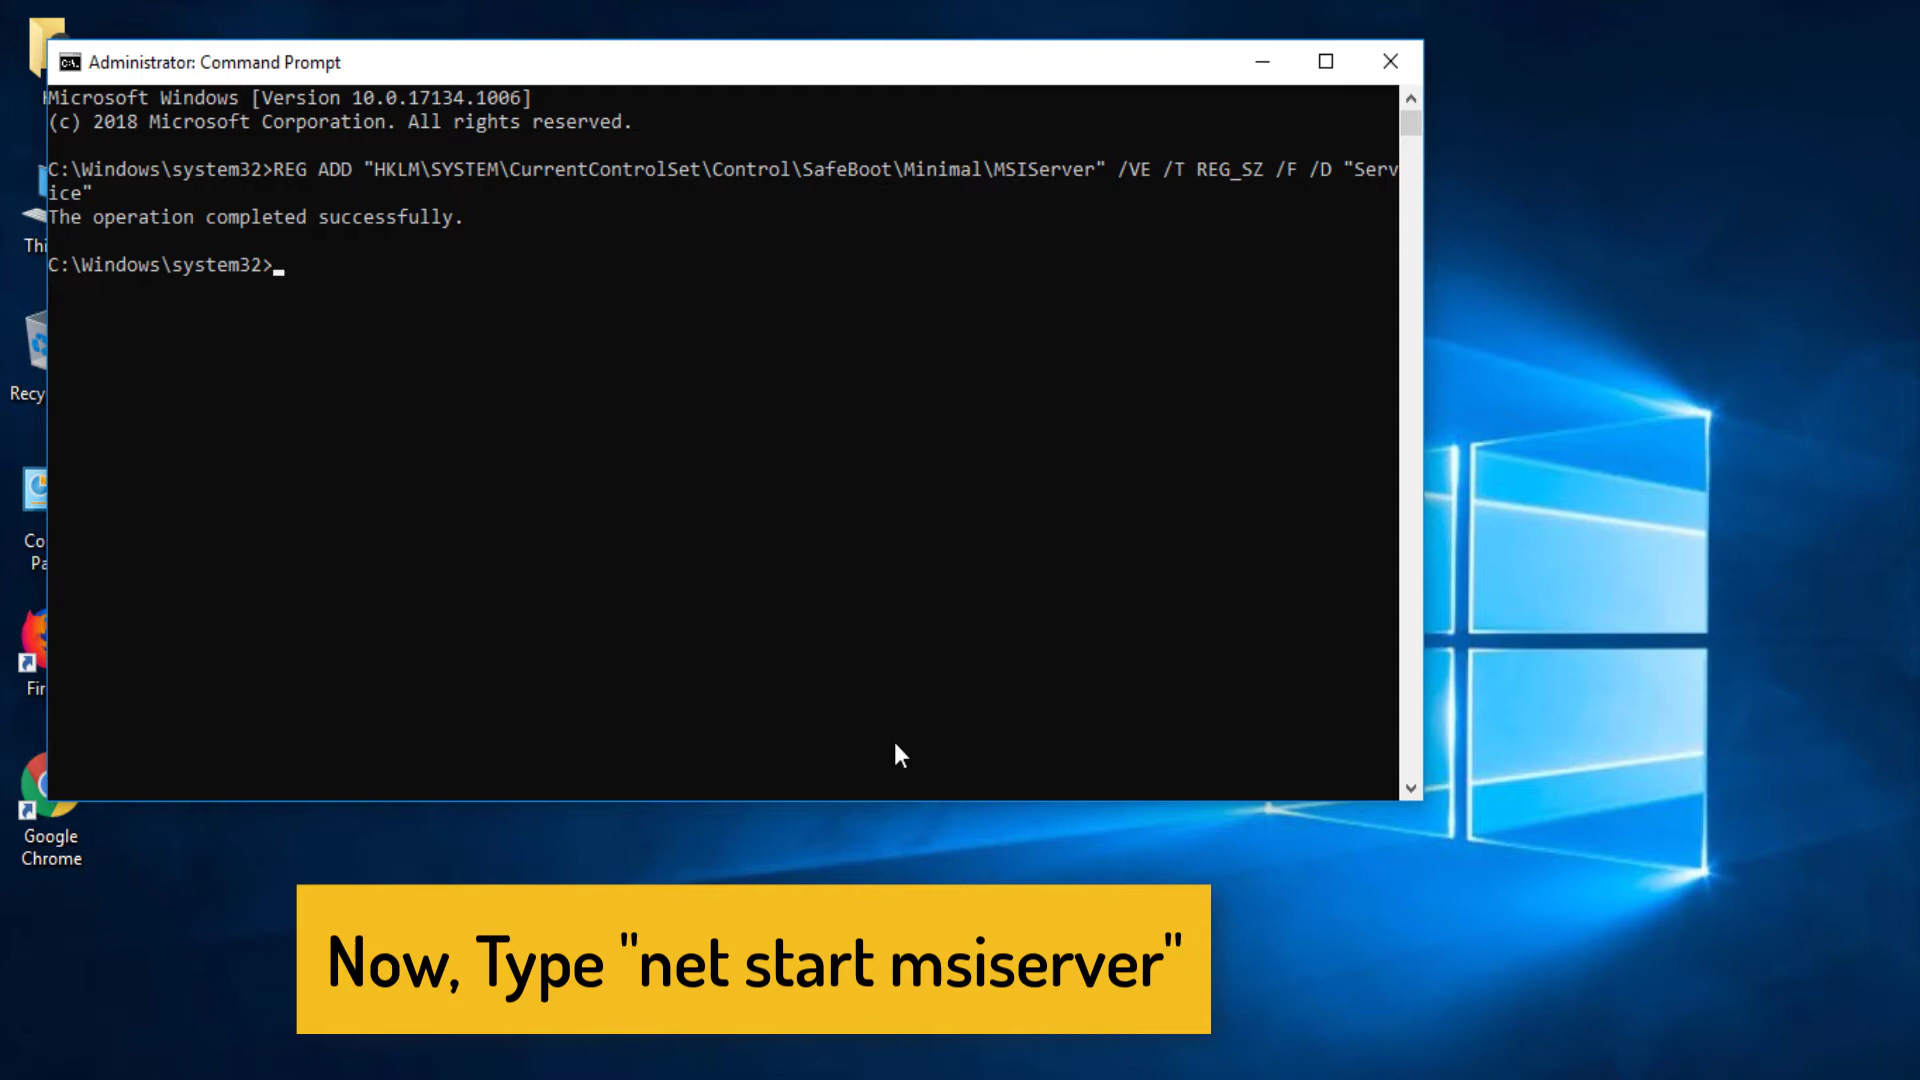 Administrator: Command Prompt
Microsoft Windows [Version 10.0.17134.1006]
(c) 2018 Microsoft Corporation. All rights reserved.
C:\Windows\system32>REG ADD "HKLM\SYSTEM\CurrentControlSet\Control\SafeBoot\Minimal\MSIServer" /VE /T REG_SZ /F /D "Serv
ice"
The operation completed successfully.
C:\Windows\system32>
Thi
Recy
Co
Pa
Fir
Google
Chrome
Now, Type "net start msiserver"